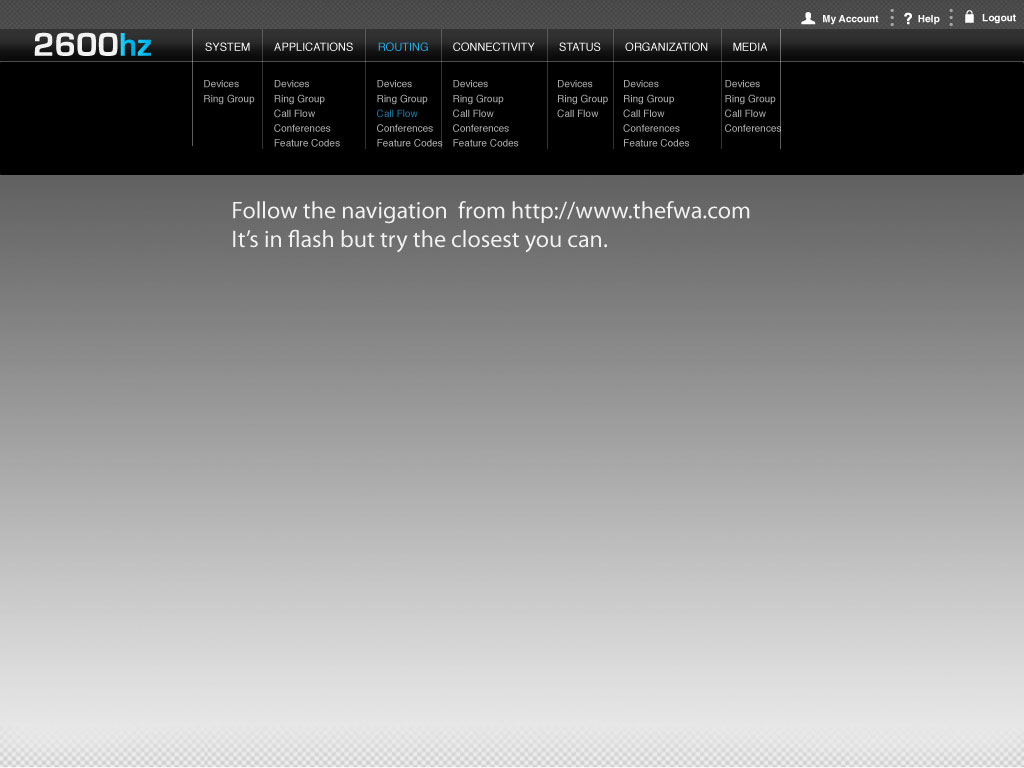 My Account Help Logout
2600hz SYSTEM APPLICATIONS ROUTING CONNECTIVITY STATUS ORGANIZATION MEDIA
Devices Devices Devices Devices Devices Devices Devices
Ring Group Ring Group Ring Group Ring Group Ring Group Ring Group Ring Group
Call Flow Call Flow Call Flow Call Flow Call Flow Call Flow
Conferences Conferences Conferences Conferences Conferences
Feature Codes Feature Codes Feature Codes Feature Codes
Follow the navigation from http://www.thefwa.com
It's in flash but try the closest you can.